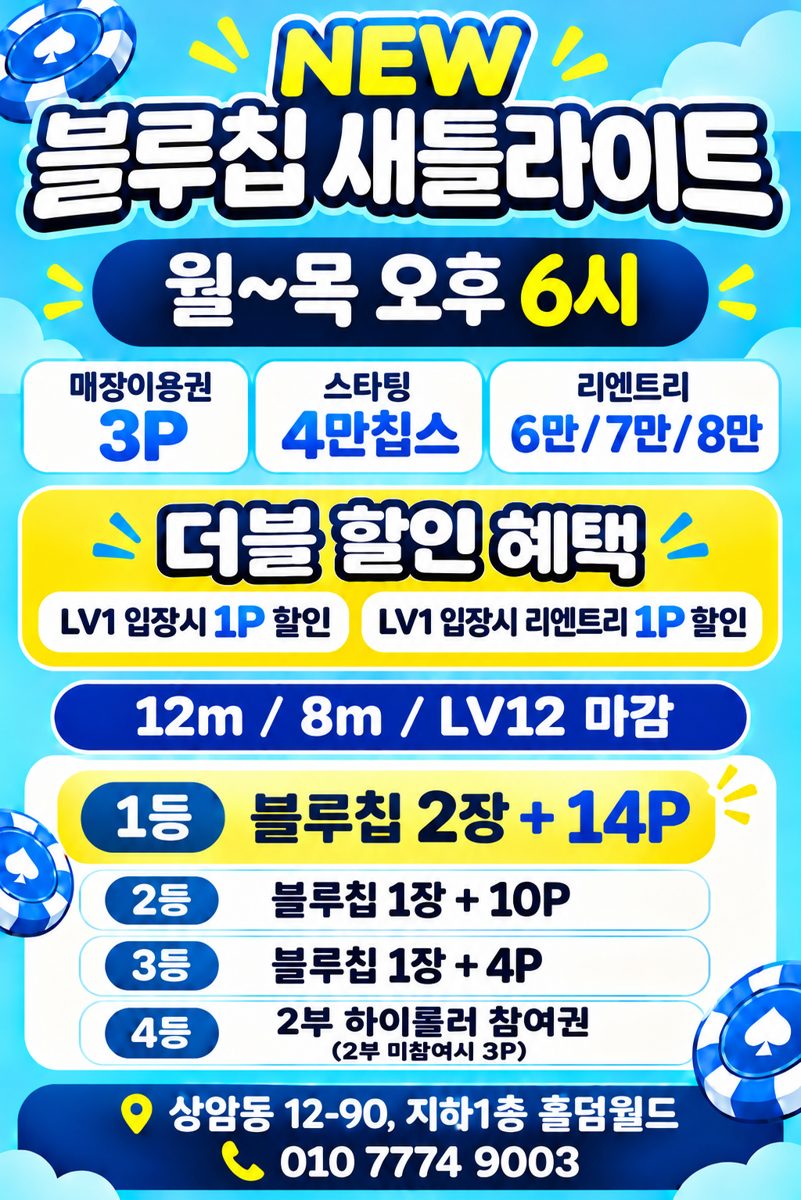 NEW
블루칩 새틀라이트
월~목 오후 6시
매장이용권
3P
스타팅
4만칩스
리엔트리
6만/7만/8만
더블 할인 혜택
LV1 입장시 1P 할인
LV1 입장시 리엔트리 1P 할인
12m / 8m / LV12 마감
1등 블루칩 2장 + 14P
2등 블루칩 1장 + 10P
3등 블루칩 1장 + 4P
4등 2부 하이롤러 참여권
(2부 미참여시 3P)
상암동 12-90, 지하1층 홀덤월드
010 7774 9003